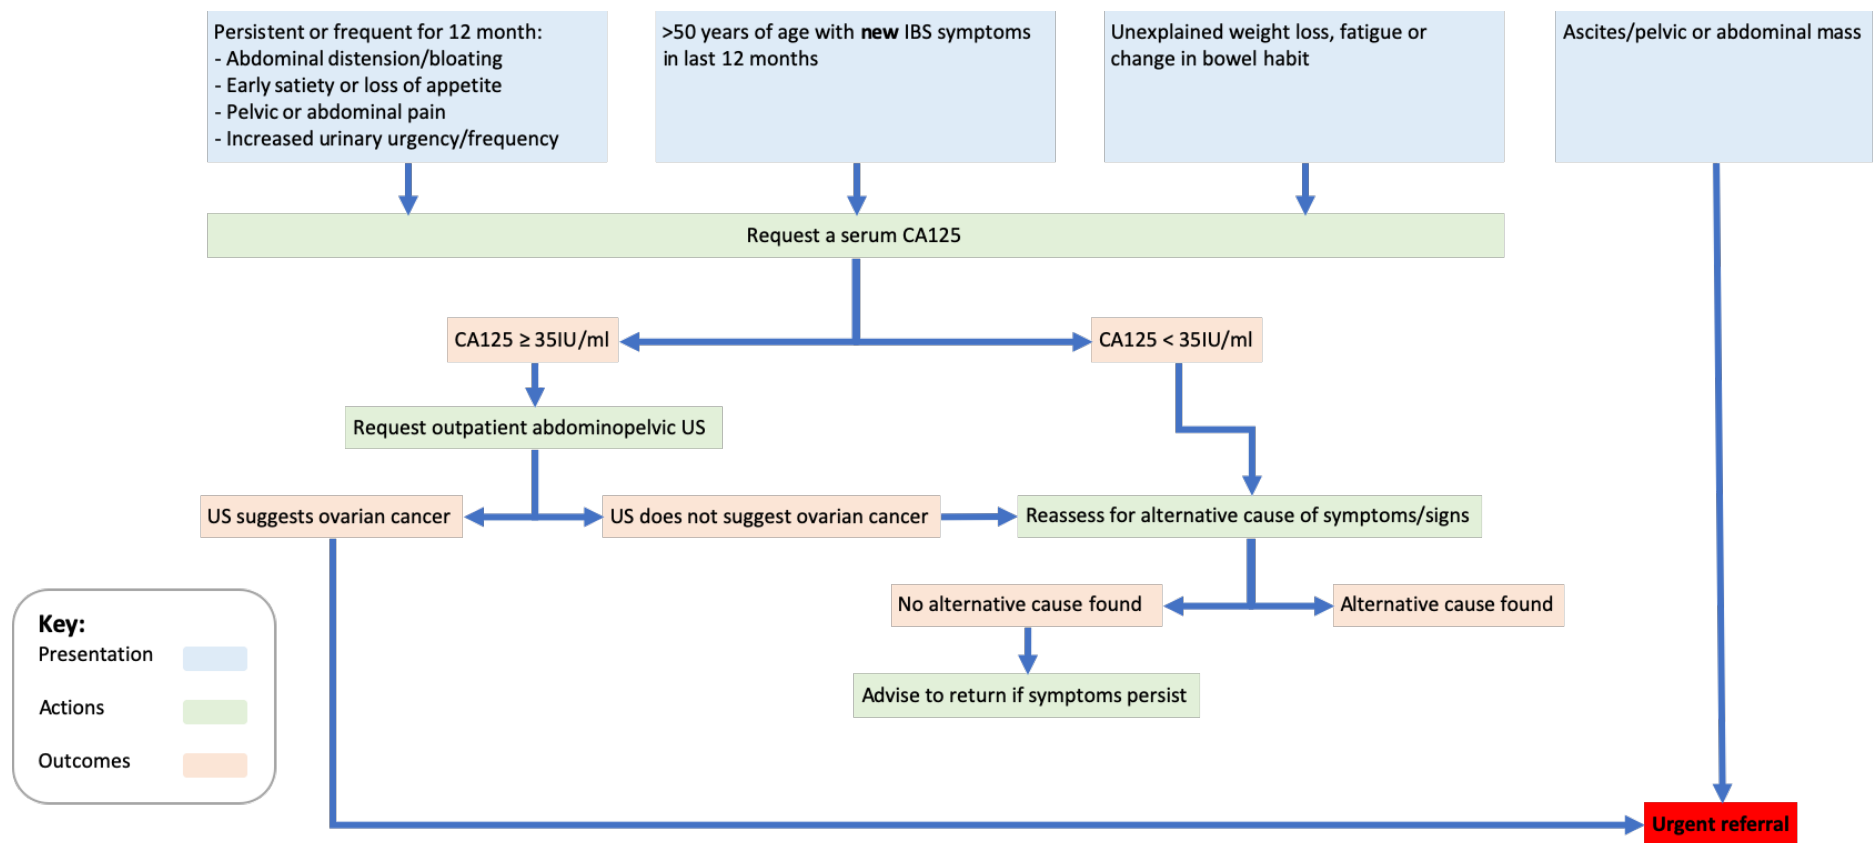 Persistent or frequent for 12 month:
- Abdominal distension/bloating
- Early satiety or loss of appetite
- Pelvic or abdominal pain
- Increased urinary urgency/frequency
>50 years of age with new IBS symptoms
in last 12 months
Unexplained weight loss, fatigue or
change in bowel habit
Ascites/pelvic or abdominal mass
Request a serum CA125
CA125 ≥ 35IU/ml
CA125 < 35IU/ml
Request outpatient abdominopelvic US
US suggests ovarian cancer
US does not suggest ovarian cancer
Reassess for alternative cause of symptoms/signs
No alternative cause found
Alternative cause found
Advise to return if symptoms persist
Urgent referral
Key:
Presentation
Actions
Outcomes